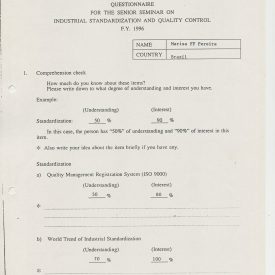 QUESTIONNAIRE
FOR THE SENIOR SEMINAR ON
INDUSTRIAL STANDARDIZATION AND QUALITY CONTROL
F.Y. 1996
NAME Marisa FF Pereira
COUNTRY Brazil
1. Comprehension check
How much do you know about these items?
Please write down to what degree of understanding and interest you have.
Example:
(Understanding) (Interest)
Standardization: 50 % 90 %
In this case, the person has "50%" of understanding and "90%" of interest in this
item.
※ Also write your idea about the item briefly if you have any.
Standardization
a) Quality Management Registration System (ISO 9000)
(Understanding) (Interest)
50 % 80 %
※
b) World Trend of Industrial Standardization
(Understanding) (Interest)
70 % 100 %
※